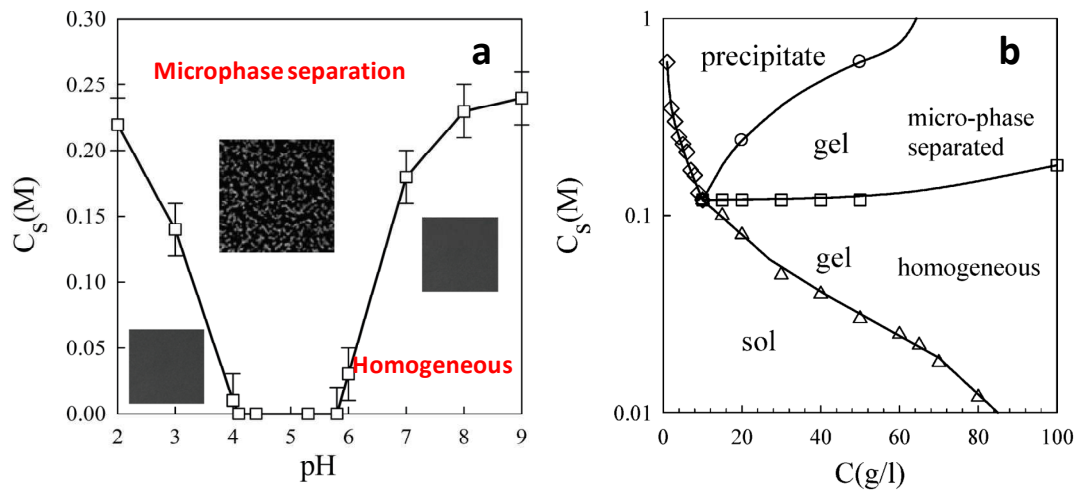 a
Microphase separation
Homogeneous
0.30
0.25
0.20
0.15
0.10
0.05
0.00
C_S(M)
2 3 4 5 6 7 8 9
pH
b
precipitate
gel
micro-phase
separated
gel
homogeneous
sol
1
0.1
0.01
C_S(M)
0 20 40 60 80 100
C(g/l)